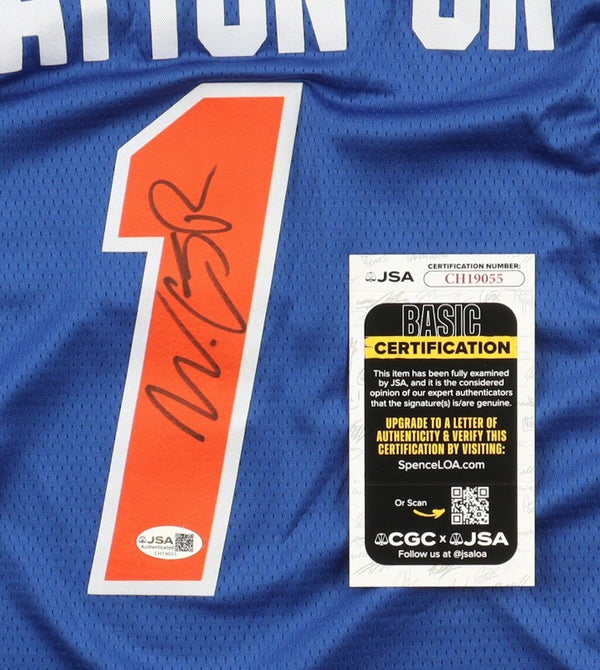 AYTON SR
1
JSA
Authenticated
CH19055
JSA
CERTIFICATION NUMBER:
CH19055
BASIC
CERTIFICATION
This item has been fully examined
by JSA, and it is the considered
opinion of our expert authenticators
that the signature(s) is/are genuine.
UPGRADE TO A LETTER OF
AUTHENTICITY & VERIFY THIS
CERTIFICATION BY VISITING:
SpenceLOA.com
Or Scan
CGC x JSA
Follow us at @jsaloa